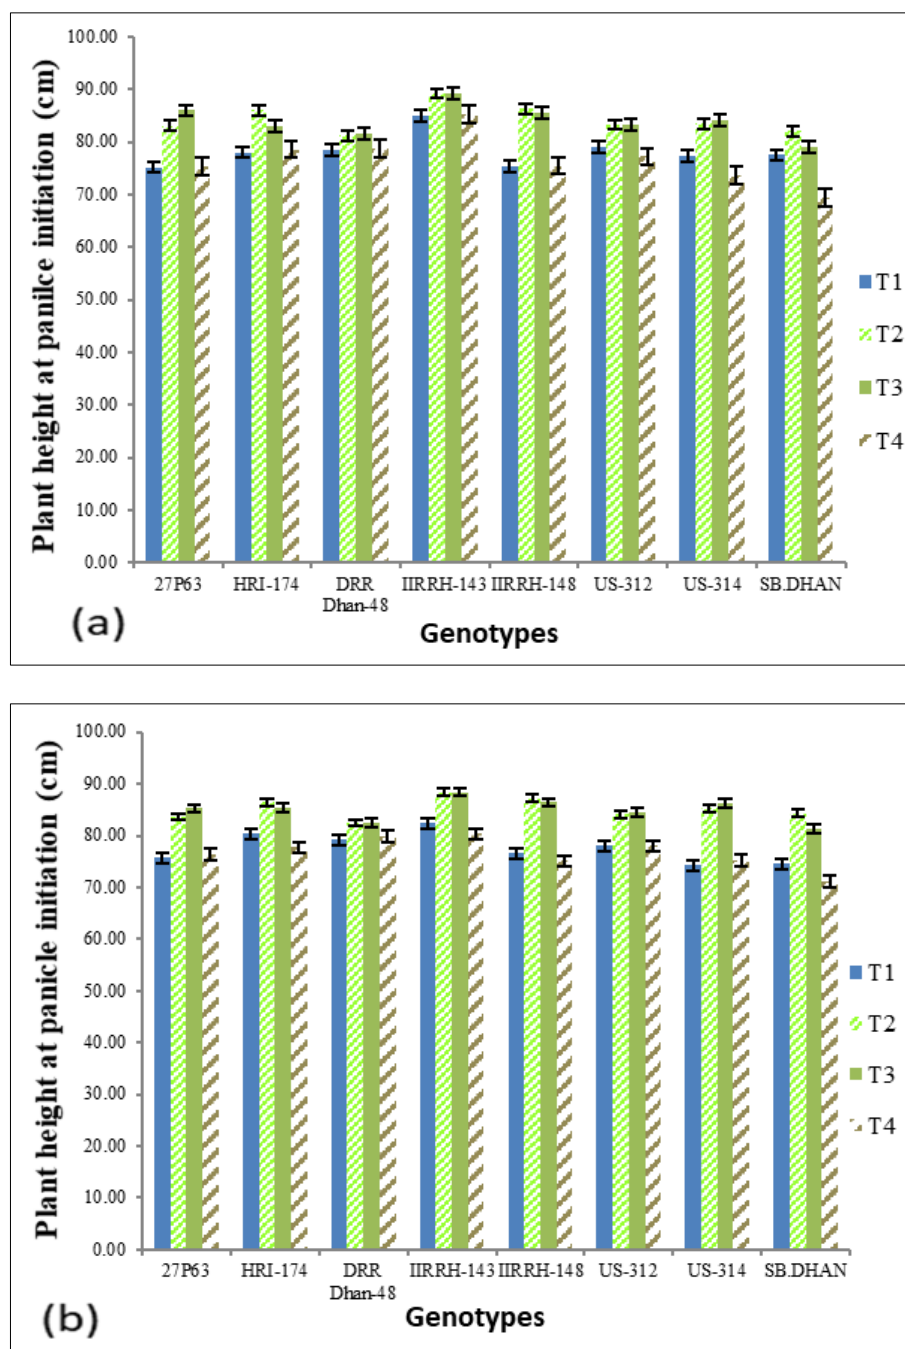 Plant height at panilce initiation (cm)
100.00
90.00
80.00
70.00
60.00
50.00
40.00
30.00
20.00
10.00
0.00
27P63 HRI-174 DRR IIRRH-143 IIRRH-148 US-312 US-314 SB.DHAN
Dhan-48
Genotypes
(a)
T1
T2
T3
T4
Plant height at panicle initiation (cm)
100.00
90.00
80.00
70.00
60.00
50.00
40.00
30.00
20.00
10.00
0.00
27P63 HRI-174 DRR IIRRH-143 IIRRH-148 US-312 US-314 SB.DHAN
Dhan-48
Genotypes
(b)
T1
T2
T3
T4